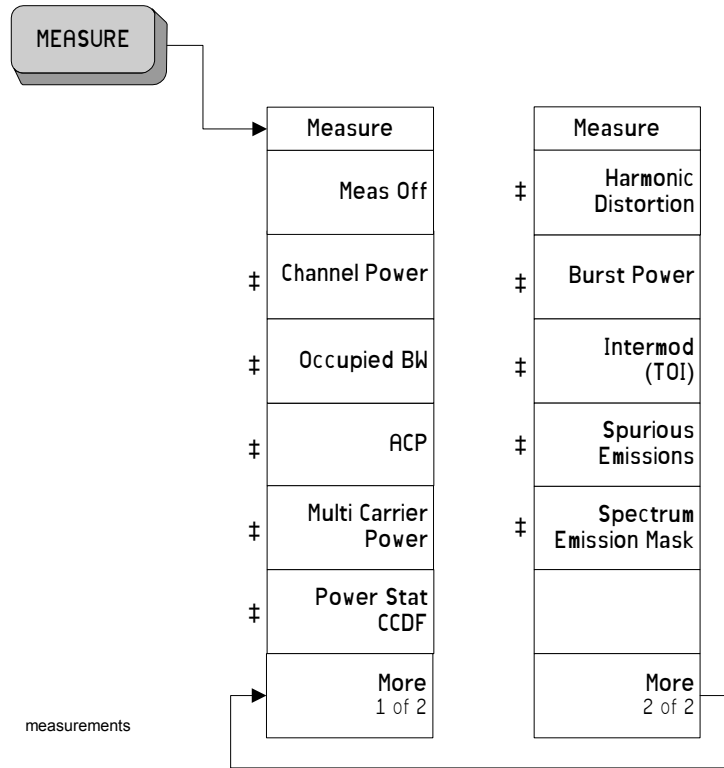 MEASURE
Measure
Meas Off
‡ Channel Power
‡ Occupied BW
‡ ACP
‡ Multi Carrier
Power
‡ Power Stat
CCDF
More
1 of 2
Measure
‡ Harmonic
Distortion
‡ Burst Power
‡ Intermod
(TOI)
‡ Spurious
Emissions
‡ Spectrum
Emission Mask
More
2 of 2
measurements